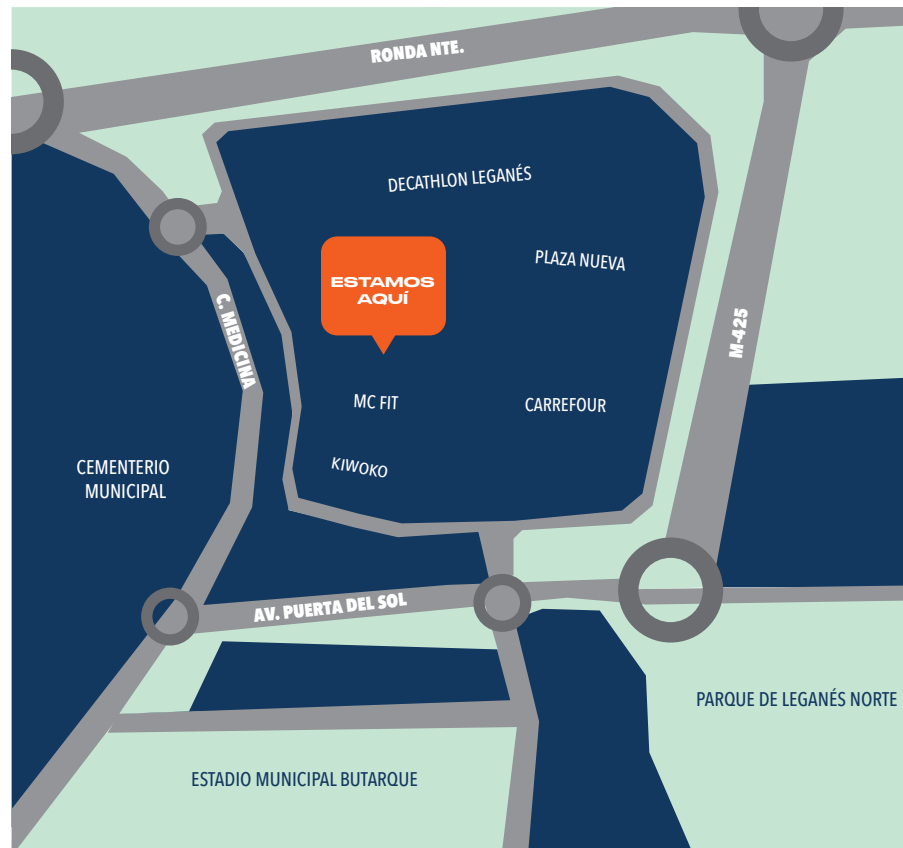 RONDA NTE.
DECATHLON LEGANÉS
PLAZA NUEVA
ESTAMOS
AQUÍ
C. MEDICINA
M-425
MC FIT
CARREFOUR
KIWOKO
CEMENTERIO
MUNICIPAL
AV. PUERTA DEL SOL
PARQUE DE LEGANÉS NORTE
ESTADIO MUNICIPAL BUTARQUE